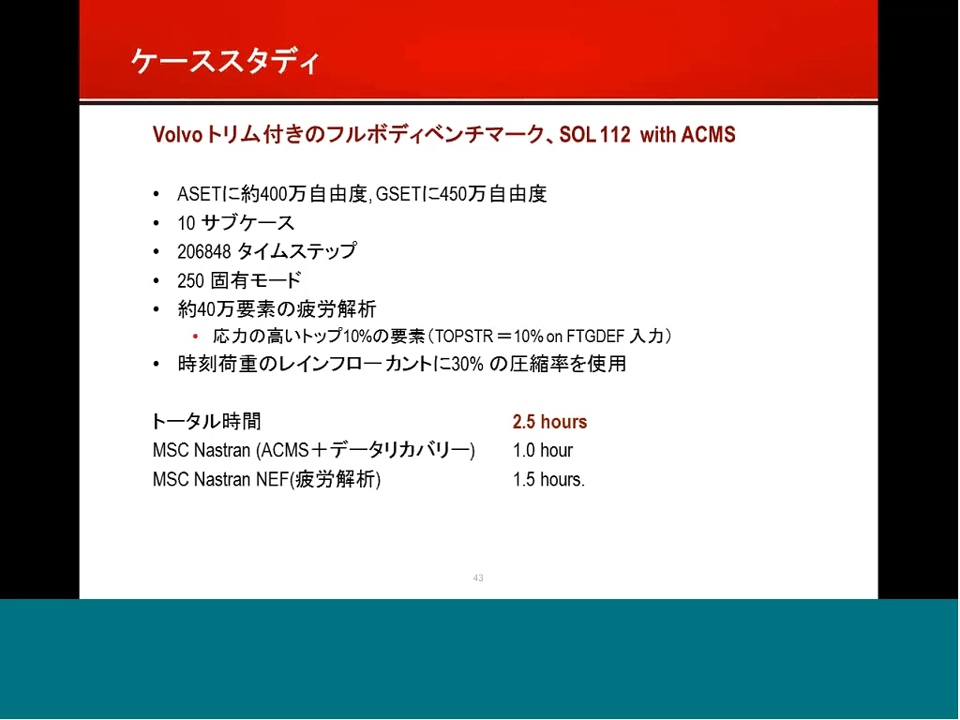 ケーススタディ
Volvo トリム付きのフルボディベンチマーク、SOL 112 with ACMS
• ASETに約400万自由度, GSETに450万自由度
• 10 サブケース
• 206848 タイムステップ
• 250 固有モード
• 約40万要素の疲労解析
• 応力の高いトップ10%の要素（TOPSTR＝10% on FTGDEF 入力）
• 時刻荷重のレインフローカントに30% の圧縮率を使用
トータル時間 2.5 hours
MSC Nastran (ACMS＋データリカバリー) 1.0 hour
MSC Nastran NEF(疲労解析) 1.5 hours.
43